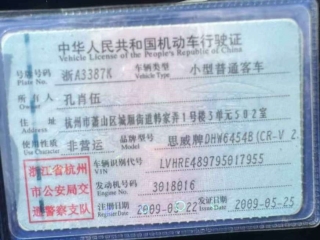 中华人民共和国机动车行驶证
Vehicle License of the People's Republic of China
号牌号码 浙A3387K 车辆类型 小型普通客车
Plate No. Vehicle Type
所有人 孔肖伍
Owner
住址 杭州市萧山区城厢街道韩家弄1号楼3单元502室
Address
使用性质 非营运 品牌型号 思威牌DHW6454B(CR-V 2.
Use Character Model
浙江省杭州
市公安局交
通警察支队
车辆识别代号 LVHRE489795017955
VIN
发动机号码 3018016
Engine No.
注册日期 2009-05-22 发证日期 2009-05-25
Register Date Issue Date